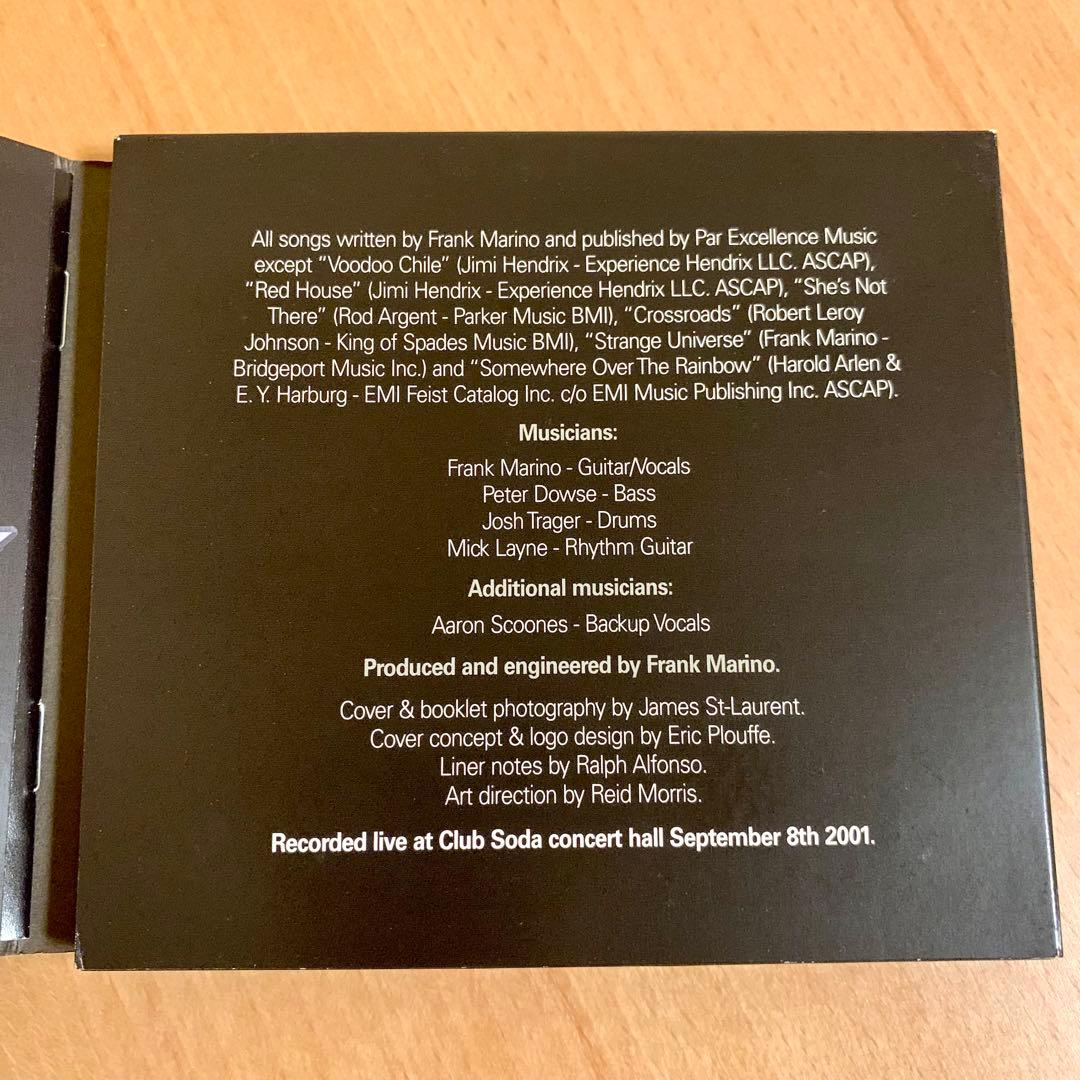 All songs written by Frank Marino and published by Par Excellence Music
except “Voodoo Chile” (Jimi Hendrix - Experience Hendrix LLC. ASCAP),
“Red House” (Jimi Hendrix - Experience Hendrix LLC. ASCAP), “She’s Not
There” (Rod Argent - Parker Music BMI), “Crossroads” (Robert Leroy
Johnson - King of Spades Music BMI), “Strange Universe” (Frank Marino -
Bridgeport Music Inc.) and “Somewhere Over The Rainbow” (Harold Arlen &
E. Y. Harburg - EMI Feist Catalog Inc. c/o EMI Music Publishing Inc. ASCAP).
Musicians:
Frank Marino - Guitar/Vocals
Peter Dowse - Bass
Josh Trager - Drums
Mick Layne - Rhythm Guitar
Additional musicians:
Aaron Scoones - Backup Vocals
Produced and engineered by Frank Marino.
Cover & booklet photography by James St-Laurent.
Cover concept & logo design by Eric Plouffe.
Liner notes by Ralph Alfonso.
Art direction by Reid Morris.
Recorded live at Club Soda concert hall September 8th 2001.